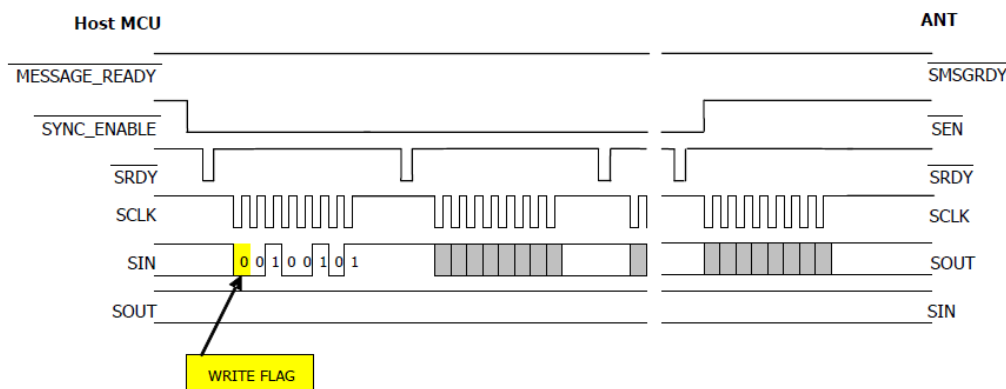 Host MCU ANT
MESSAGE_READY SMSGRDY
SYNC_ENABLE SEN
SRDY SRDY
SCLK SCLK
SIN 0 0 1 0 0 1 0 1 SOUT
SOUT SIN
WRITE FLAG